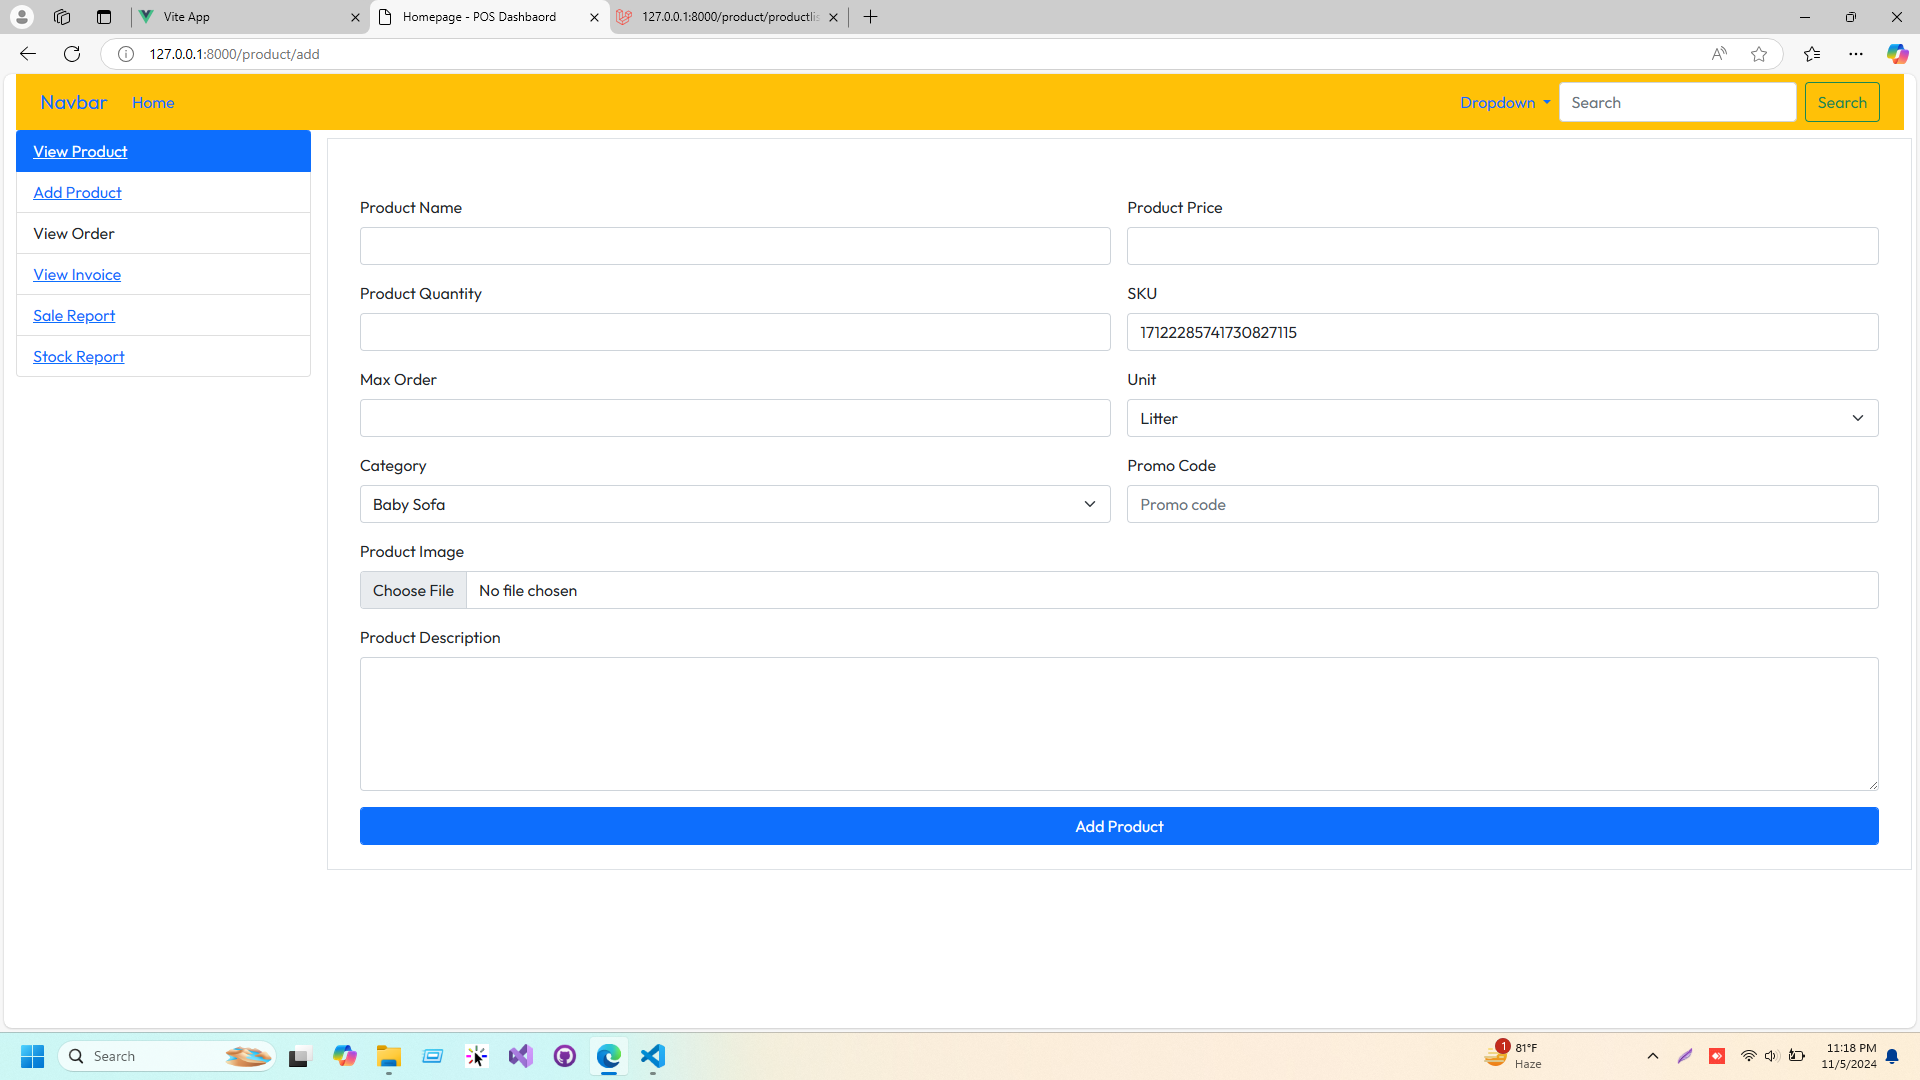 Vite App
Homepage - POS Dashbaord
127.0.0.1:8000/product/productlis
127.0.0.1:8000/product/add
Navbar
Home
Dropdown
Search
Search
View Product
Add Product
View Order
View Invoice
Sale Report
Stock Report
Product Name
Product Price
Product Quantity
SKU
17122285741730827115
Max Order
Unit
Litter
Category
Promo Code
Baby Sofa
Promo code
Product Image
Choose File
No file chosen
Product Description
Add Product
Search
1
81°F
Haze
11:18 PM
11/5/2024